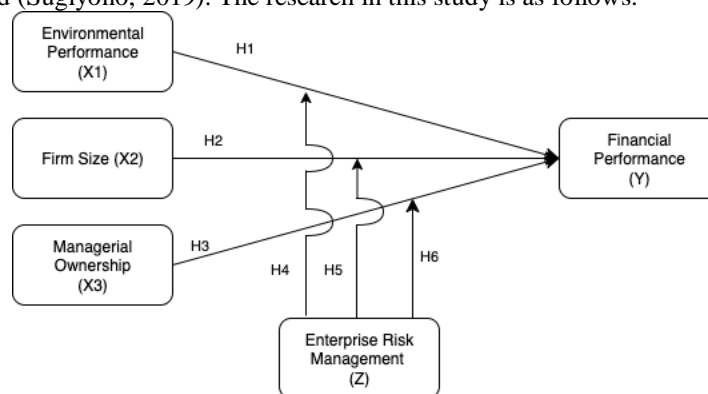 d (Sugiyono, 2019). The research in this study is as follows.
Environmental
Performance
(X1)
H1
Firm Size (X2)
H2
Financial
Performance
(Y)
Managerial
Ownership
(X3)
H3
H4
H5
H6
Enterprise Risk
Management
(Z)